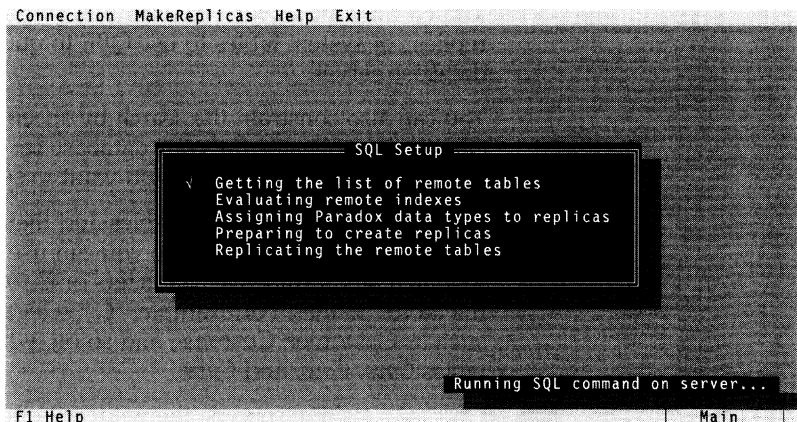 Connection MakeReplicas Help Exit
SQL Setup
√ Getting the list of remote tables
Evaluating remote indexes
Assigning Paradox data types to replicas
Preparing to create replicas
Replicating the remote tables
Running SQL command on server...
F1 Help Main